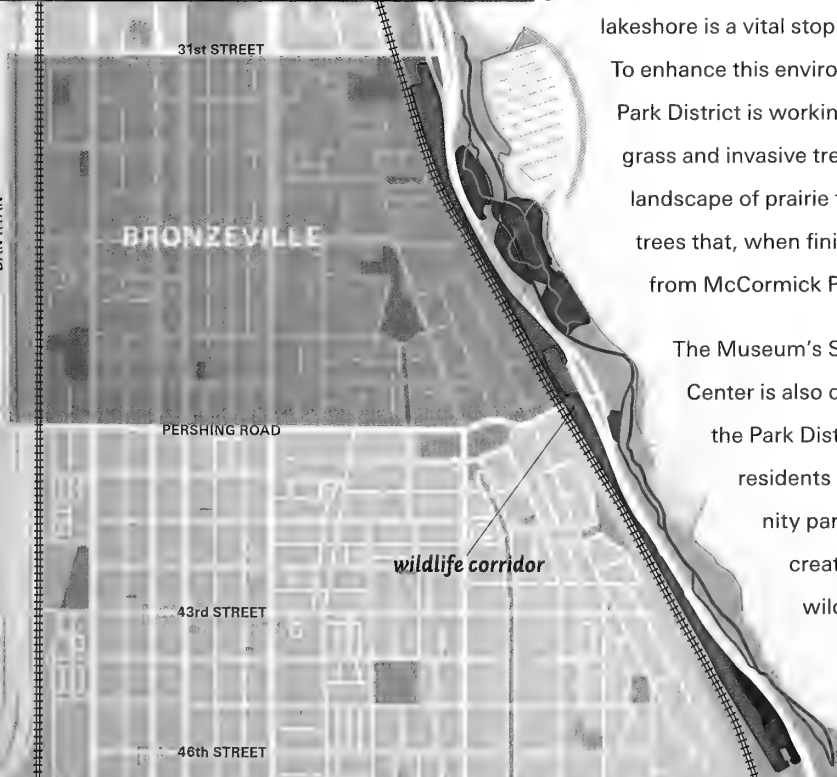 31st STREET
BRONZEVILLE
PERSHING ROAD
wildlife corridor
43rd STREET
46th STREET
lakeshore is a vital stop
To enhance this enviro
Park District is workin
grass and invasive tre
landscape of prairie
trees that, when fini
from McCormick P
The Museum's S
Center is also c
the Park Dist
residents
nity par
creat
wild